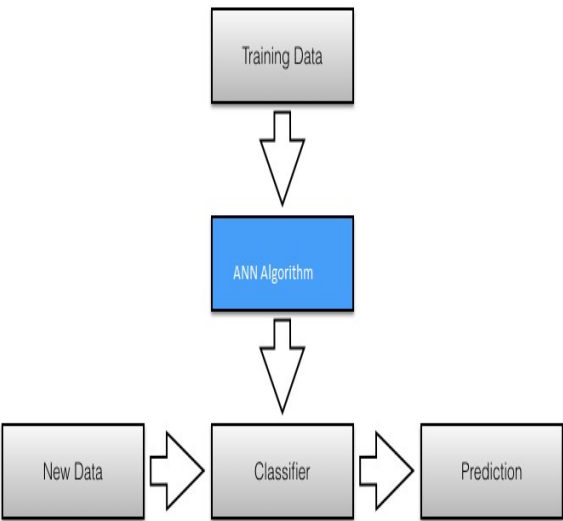 Training Data
ANN Algorithm
New Data
Classifier
Prediction